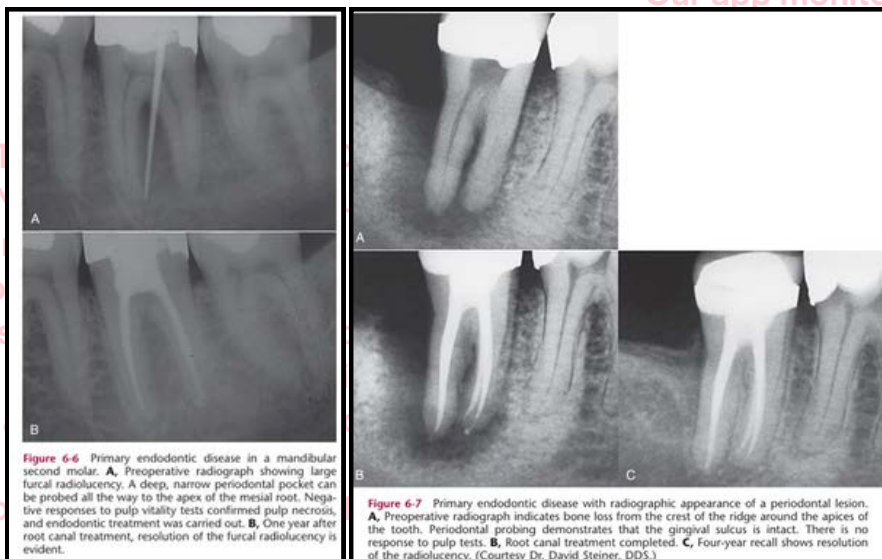 Our app monito
A
B
Figure 6-6 Primary endodontic disease in a mandibular
second molar. A, Preoperative radiograph showing large
furcal radiolucency. A deep, narrow periodontal pocket can
be probed all the way to the apex of the mesial root. Nega-
tive responses to pulp vitality tests confirmed pulp necrosis,
and endodontic treatment was carried out. B, One year after
root canal treatment, resolution of the furcal radiolucency is
evident.
A
B
C
Figure 6-7 Primary endodontic disease with radiographic appearance of a periodontal lesion.
A, Preoperative radiograph indicates bone loss from the crest of the ridge around the apices of
the tooth. Periodontal probing demonstrates that the gingival sulcus is intact. There is no
response to pulp tests. B, Root canal treatment completed. C, Four-year recall shows resolution
of the radiolucency. (Courtesy Dr. David Steiner, DDS.)